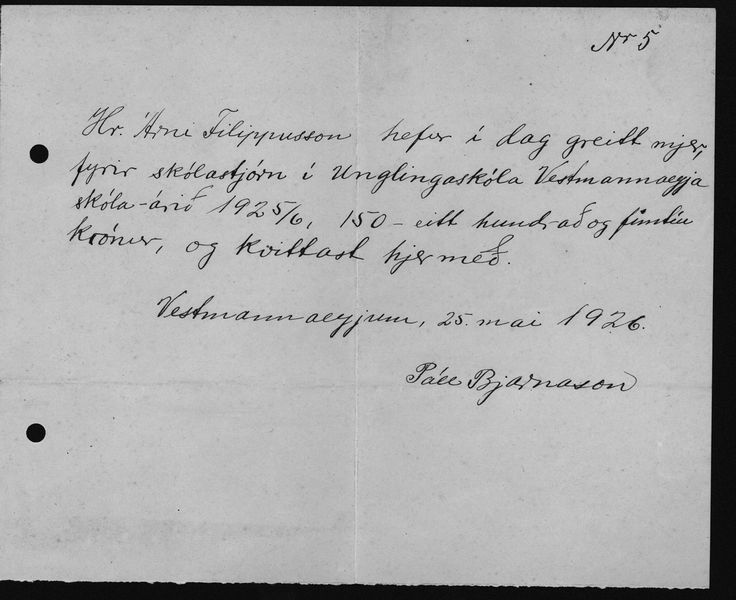 Nr 5
Hr. Árni Filippusson hefur í dag greitt mjer,
fyrir skólastjórn í Unglingaskóla Vestmannaeyja
skóla-árið 1925/6, 150 - eitt hundrað og fimtíu
krónur, og kvittast hjer með.
Vestmannaeyjum, 25. mai 1926.
Páll Bjarnason